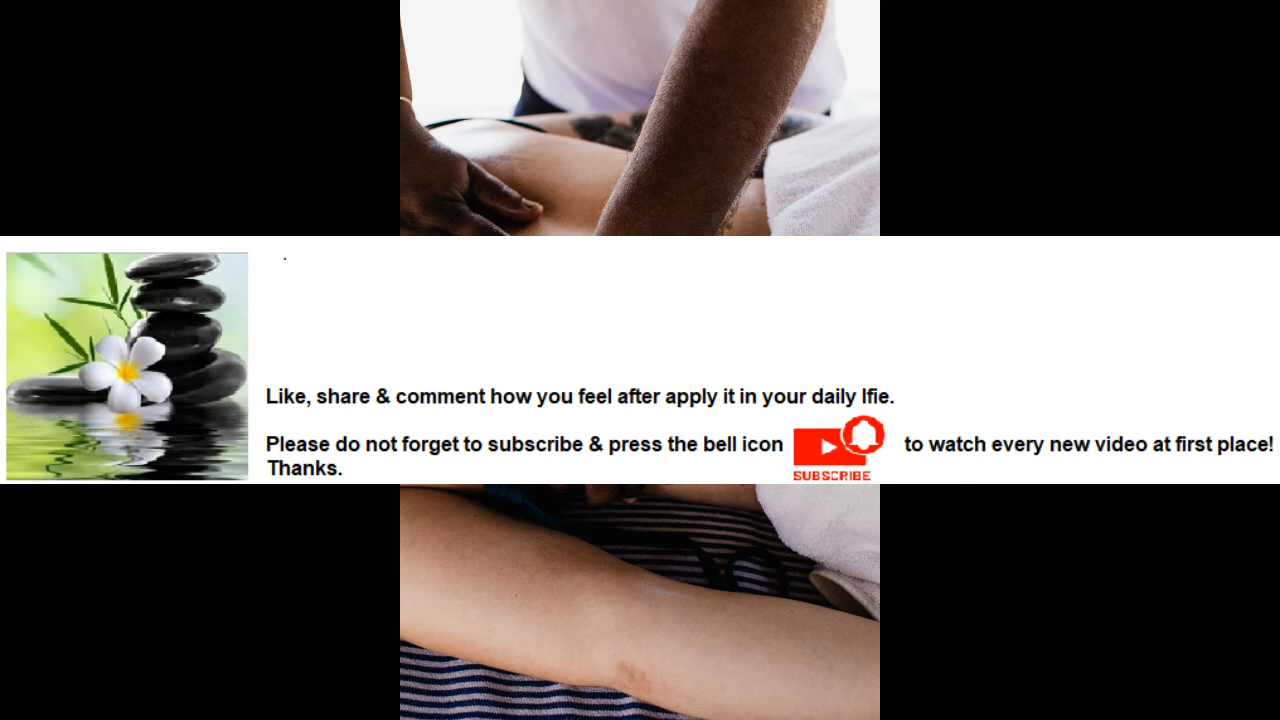 Like, share & comment how you feel after apply it in your daily lfie.
Please do not forget to subscribe & press the bell icon SUBSCRIBE to watch every new video at first place!
Thanks.